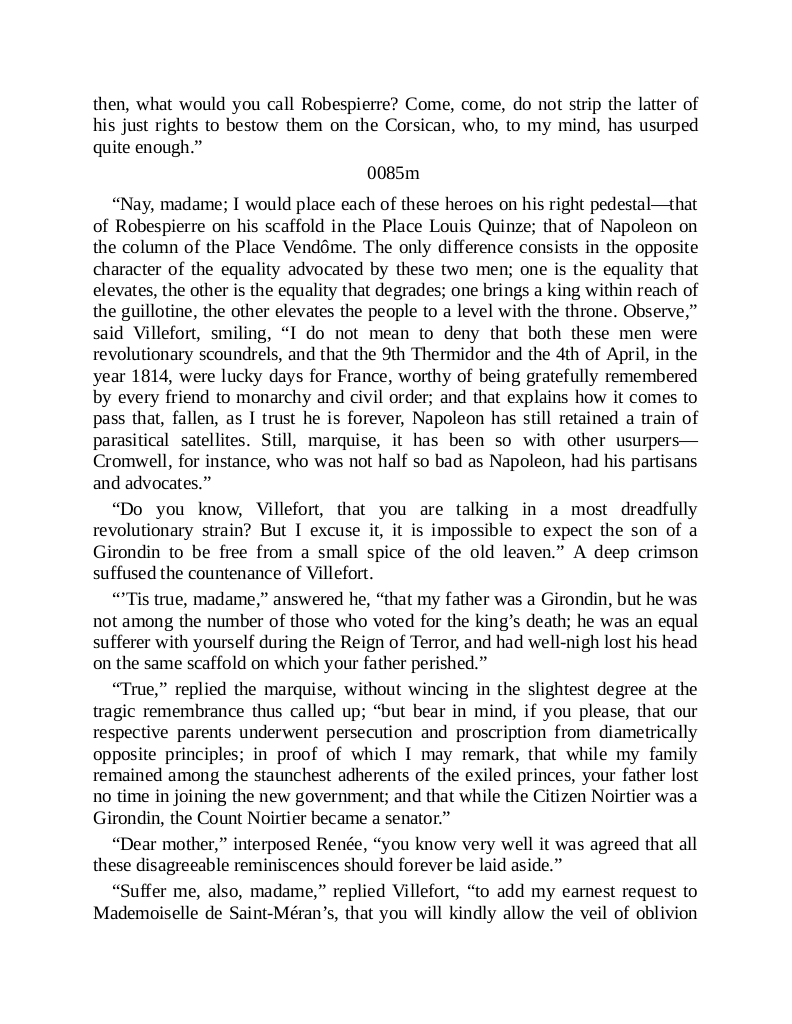 then, what would you call Robespierre? Come, come, do not strip the latter of
his just rights to bestow them on the Corsican, who, to my mind, has usurped
quite enough.”
0085m
“Nay, madame; I would place each of these heroes on his right pedestal—that
of Robespierre on his scaffold in the Place Louis Quinze; that of Napoleon on
the column of the Place Vendôme. The only difference consists in the opposite
character of the equality advocated by these two men; one is the equality that
elevates, the other is the equality that degrades; one brings a king within reach of
the guillotine, the other elevates the people to a level with the throne. Observe,”
said Villefort, smiling, “I do not mean to deny that both these men were
revolutionary scoundrels, and that the 9th Thermidor and the 4th of April, in the
year 1814, were lucky days for France, worthy of being gratefully remembered
by every friend to monarchy and civil order; and that explains how it comes to
pass that, fallen, as I trust he is forever, Napoleon has still retained a train of
parasitical satellites. Still, marquise, it has been so with other usurpers—
Cromwell, for instance, who was not half so bad as Napoleon, had his partisans
and advocates.”
“Do you know, Villefort, that you are talking in a most dreadfully
revolutionary strain? But I excuse it, it is impossible to expect the son of a
Girondin to be free from a small spice of the old leaven.” A deep crimson
suffused the countenance of Villefort.
“’Tis true, madame,” answered he, “that my father was a Girondin, but he was
not among the number of those who voted for the king’s death; he was an equal
sufferer with yourself during the Reign of Terror, and had well-nigh lost his head
on the same scaffold on which your father perished.”
“True,” replied the marquise, without wincing in the slightest degree at the
tragic remembrance thus called up; “but bear in mind, if you please, that our
respective parents underwent persecution and proscription from diametrically
opposite principles; in proof of which I may remark, that while my family
remained among the staunchest adherents of the exiled princes, your father lost
no time in joining the new government; and that while the Citizen Noirtier was a
Girondin, the Count Noirtier became a senator.”
“Dear mother,” interposed Renée, “you know very well it was agreed that all
these disagreeable reminiscences should forever be laid aside.”
“Suffer me, also, madame,” replied Villefort, “to add my earnest request to
Mademoiselle de Saint-Méran’s, that you will kindly allow the veil of oblivion